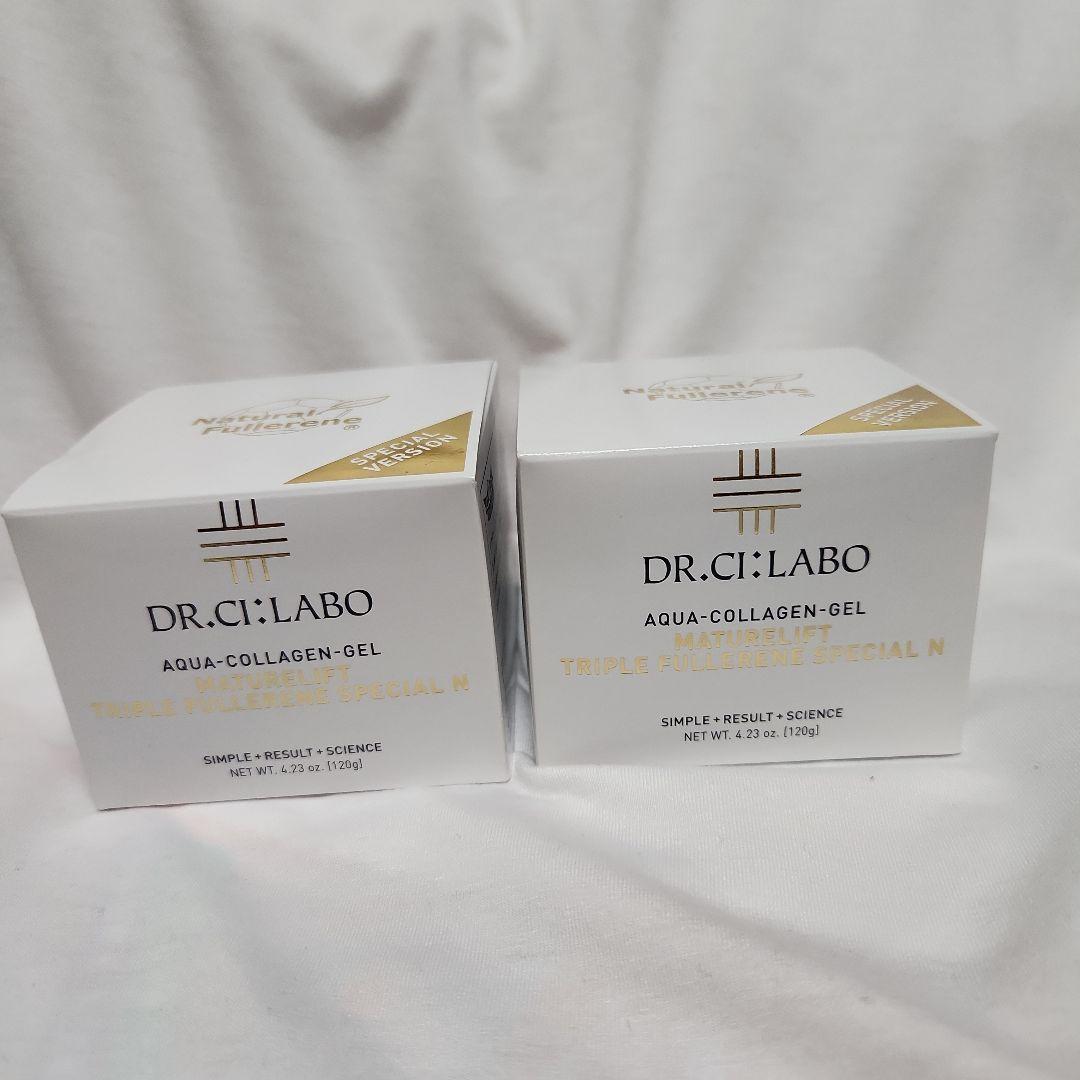 Natural
Fullerene®
SPECIAL
VERSION
DR.CI:LABO
AQUA-COLLAGEN-GEL
MATURELIFT
TRIPLE FULLERENE SPECIAL N
SIMPLE+RESULT+SCIENCE
NET WT. 4.23 oz. [120g]
Natural
Fullerene®
SPECIAL
VERSION
DR.CI:LABO
AQUA-COLLAGEN-GEL
MATURELIFT
TRIPLE FULLERENE SPECIAL N
SIMPLE+RESULT+SCIENCE
NET WT. 4.23 oz. [120g]